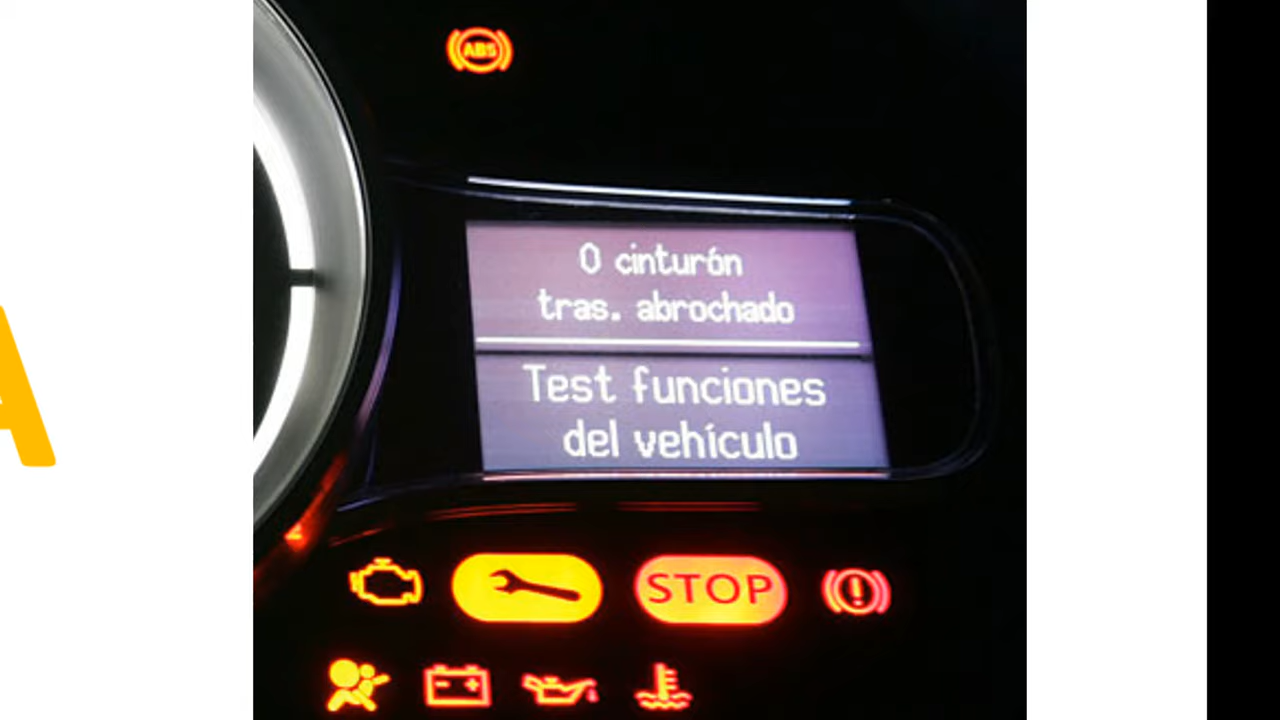 ABS
0 cinturón
tras. abrochado
Test funciones
del vehículo
STOP
A